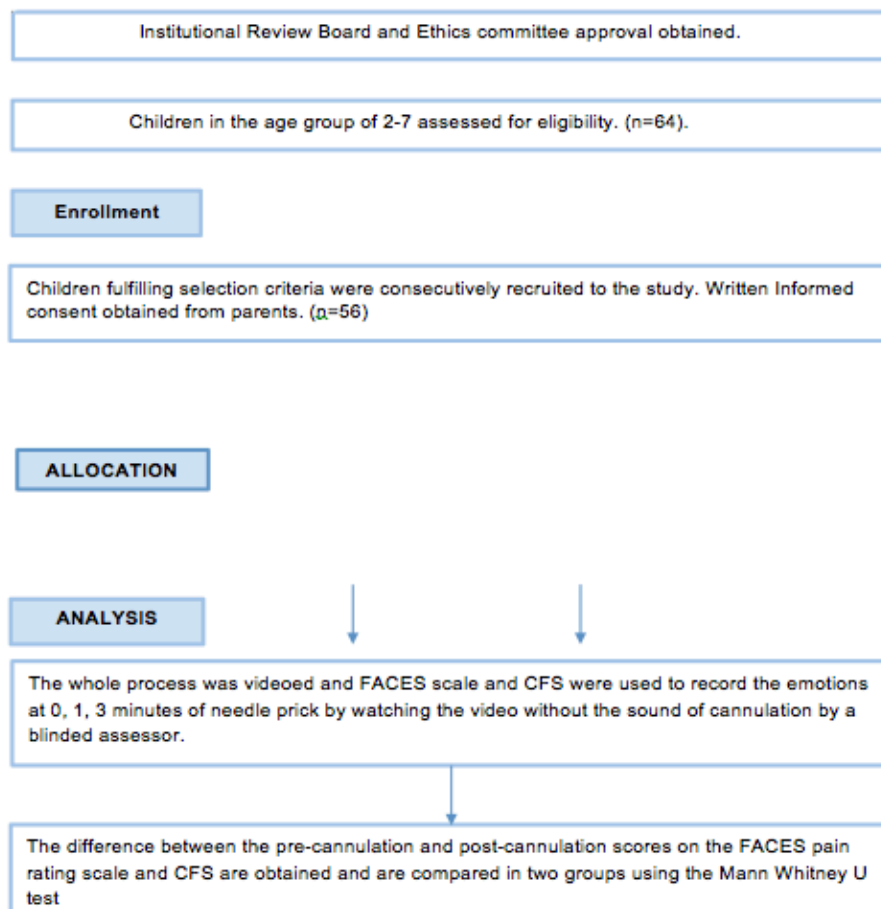 Institutional Review Board and Ethics committee approval obtained.
Children in the age group of 2-7 assessed for eligibility. (n=64).
Enrollment
Children fulfilling selection criteria were consecutively recruited to the study. Written Informed
consent obtained from parents. (n=56)
ALLOCATION
ANALYSIS
The whole process was videoed and FACES scale and CFS were used to record the emotions
at 0, 1, 3 minutes of needle prick by watching the video without the sound of cannulation by a
blinded assessor.
The difference between the pre-cannulation and post-cannulation scores on the FACES pain
rating scale and CFS are obtained and are compared in two groups using the Mann Whitney U
test